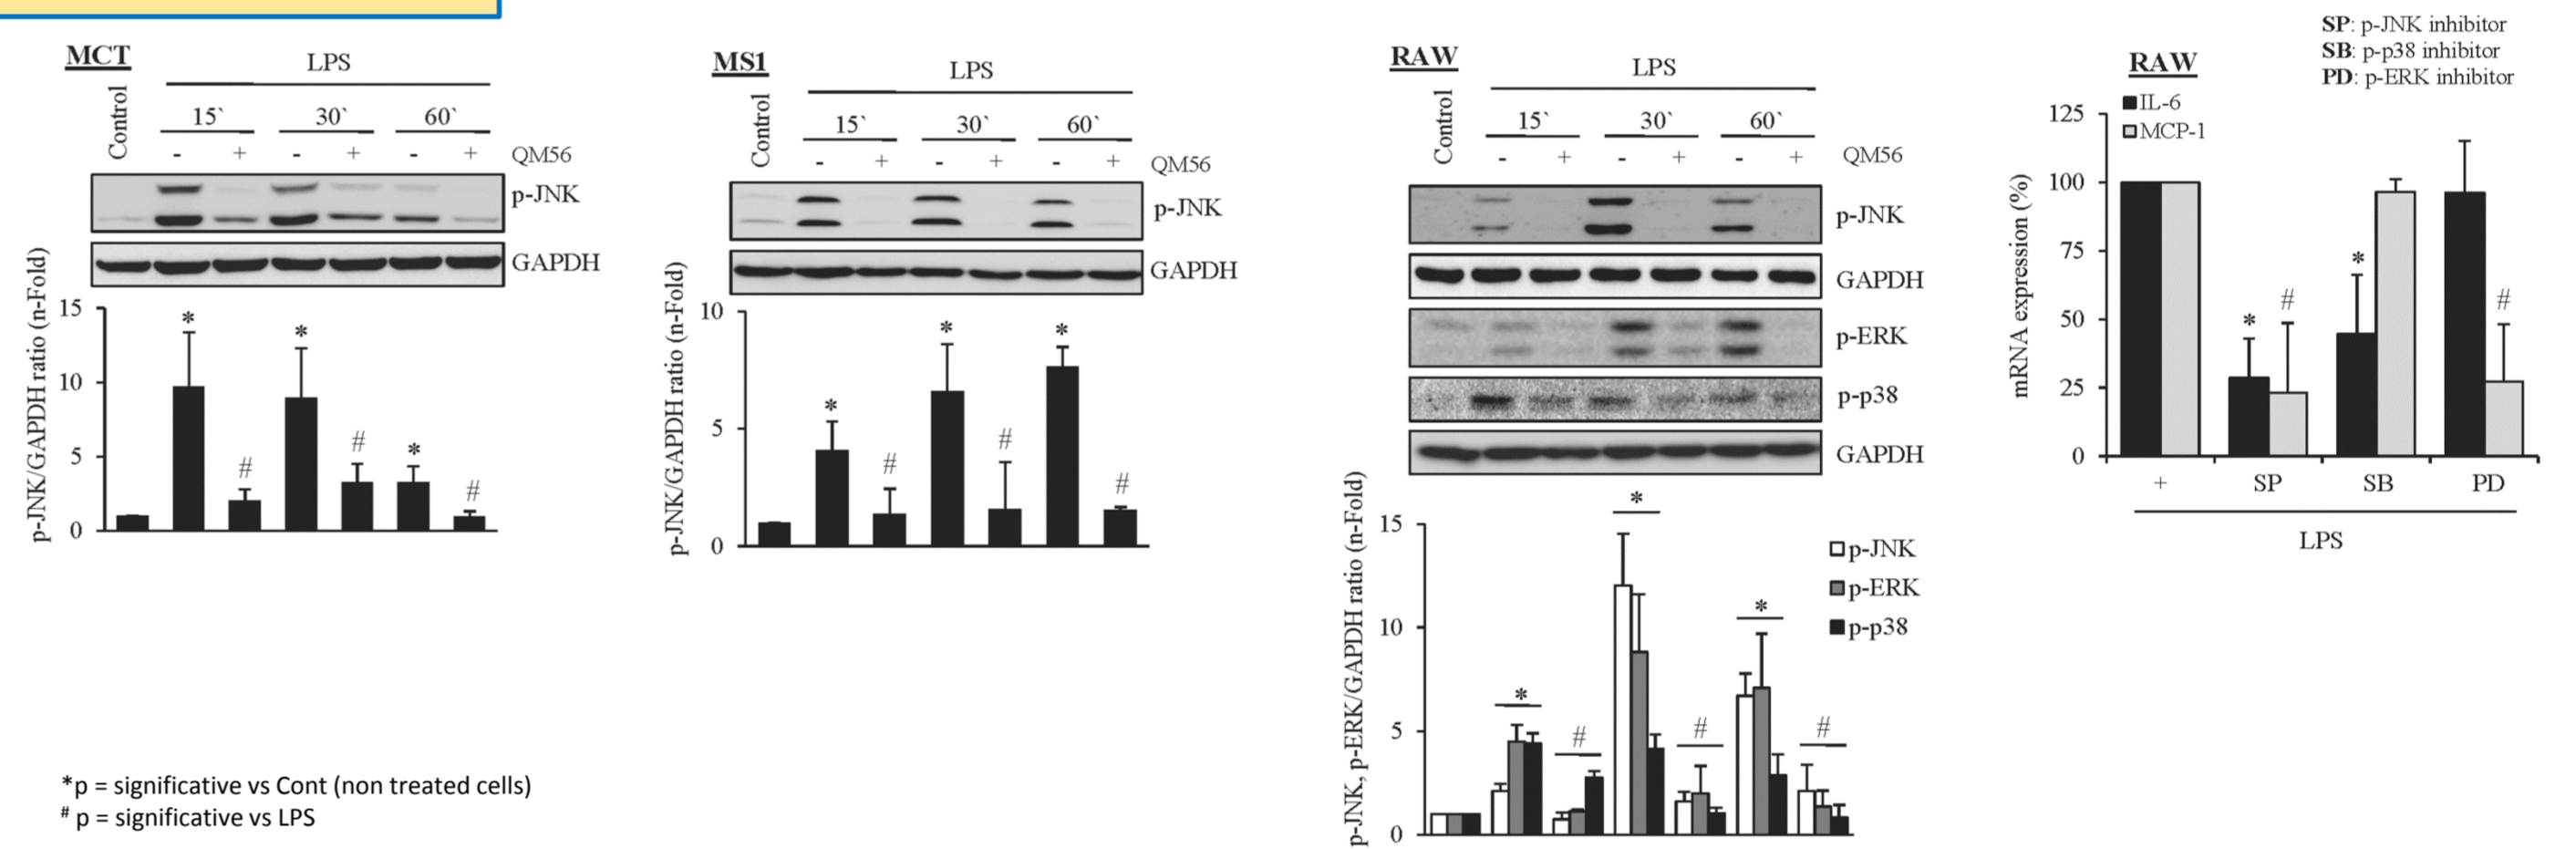 MCT
LPS
Control
15` 30` 60`
- + - + - + QM56
p-JNK
GAPDH
p-JNK/GAPDH ratio (n-Fold)
15
10
5
0
* # * # * #
MS1
LPS
Control
15` 30` 60`
- + - + - + QM56
p-JNK
GAPDH
p-JNK/GAPDH ratio (n-Fold)
10
5
0
* # * # * #
RAW
LPS
Control
15` 30` 60`
- + - + - + QM56
p-JNK
GAPDH
p-ERK
p-p38
GAPDH
p-JNK, p-ERK/GAPDH ratio (n-Fold)
15
10
5
0
* # * # * #
p-JNK
p-ERK
p-p38
SP: p-JNK inhibitor
SB: p-p38 inhibitor
PD: p-ERK inhibitor
RAW
IL-6
MCP-1
mRNA expression (%)
125
100
75
50
25
0
* # * #
+ SP SB PD
LPS
*p = significative vs Cont (non treated cells)
# p = significative vs LPS